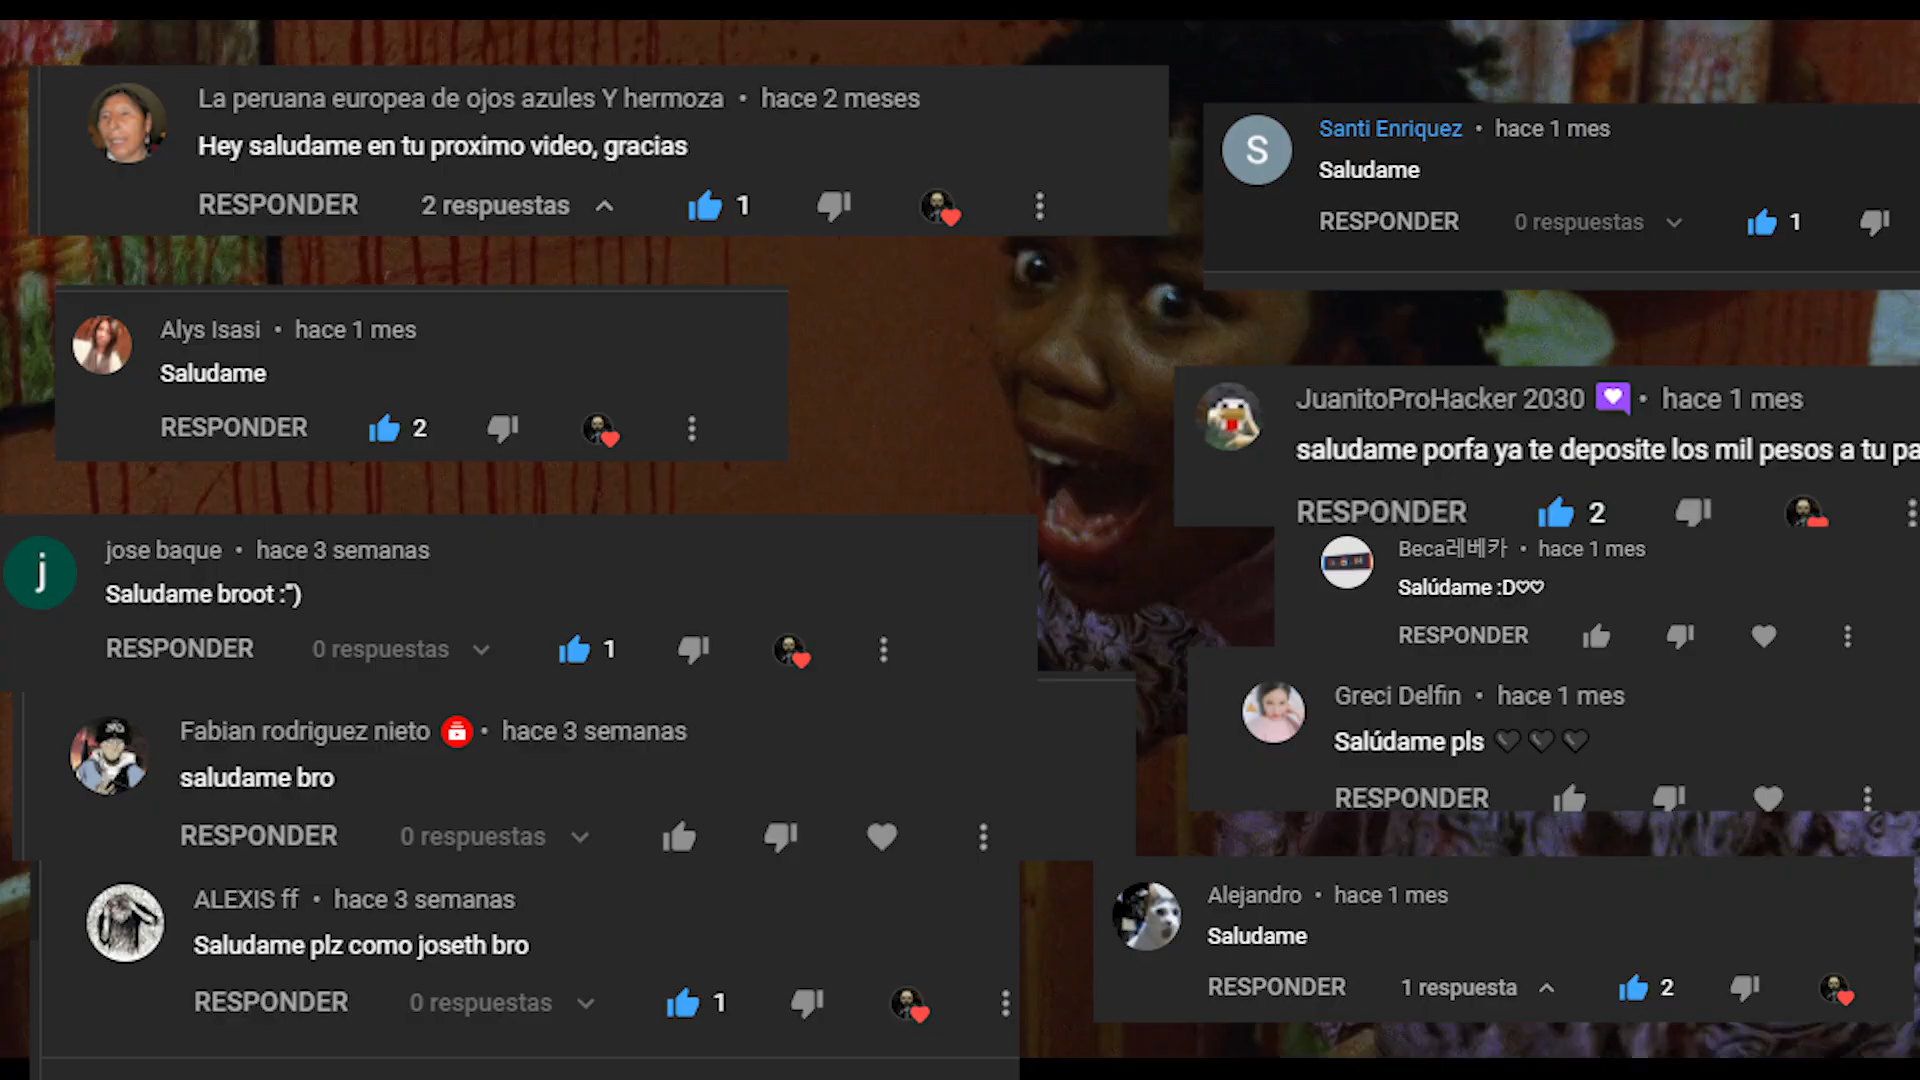 La peruana europea de ojos azules Y hermoza • hace 2 meses
Hey saludame en tu proximo video, gracias
RESPONDER 2 respuestas 1
Alys Isasi • hace 1 mes
Saludame
RESPONDER 2
j
jose baque • hace 3 semanas
Saludame broot :")
RESPONDER 0 respuestas 1
Fabian rodriguez nieto • hace 3 semanas
saludame bro
RESPONDER 0 respuestas
ALEXIS ff • hace 3 semanas
Saludame plz como joseth bro
RESPONDER 0 respuestas 1
S
Santi Enriquez • hace 1 mes
Saludame
RESPONDER 0 respuestas 1
JuanitoProHacker 2030 • hace 1 mes
saludame porfa ya te deposite los mil pesos a tu pa
RESPONDER 2
Beca레베카 • hace 1 mes
Salúdame :D♡♡
RESPONDER
Greci Delfin • hace 1 mes
Salúdame pls 🖤🖤🖤
RESPONDER
Alejandro • hace 1 mes
Saludame
RESPONDER 1 respuesta 2